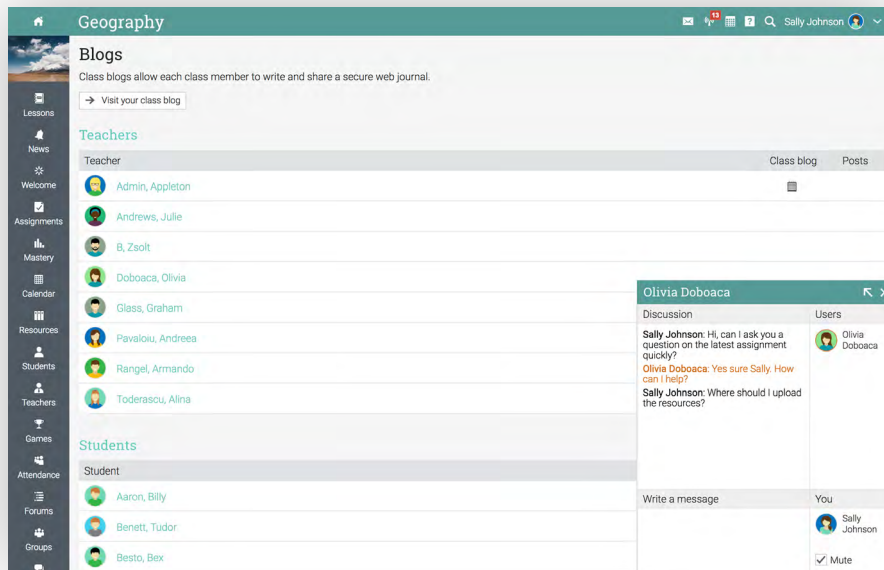 Geography
13
Sally Johnson
Blogs
Class blogs allow each class member to write and share a secure web journal.
→ Visit your class blog
Lessons
News
Welcome
Assignments
Mastery
Calendar
Resources
Students
Teachers
Games
Attendance
Forums
Groups
Teachers
Teacher Class blog Posts
Admin, Appleton
Andrews, Julie
B, Zsolt
Doboaca, Olivia
Glass, Graham
Pavaloiu, Andreea
Rangel, Armando
Toderascu, Alina
Students
Student
Aaron, Billy
Benett, Tudor
Besto, Bex
Olivia Doboaca
Discussion
Sally Johnson: Hi, can I ask you a
question on the latest assignment
quickly?
Olivia Doboaca: Yes sure Sally. How
can I help?
Sally Johnson: Where should I upload
the resources?
Users
Olivia
Doboaca
Write a message
You
Sally
Johnson
Mute